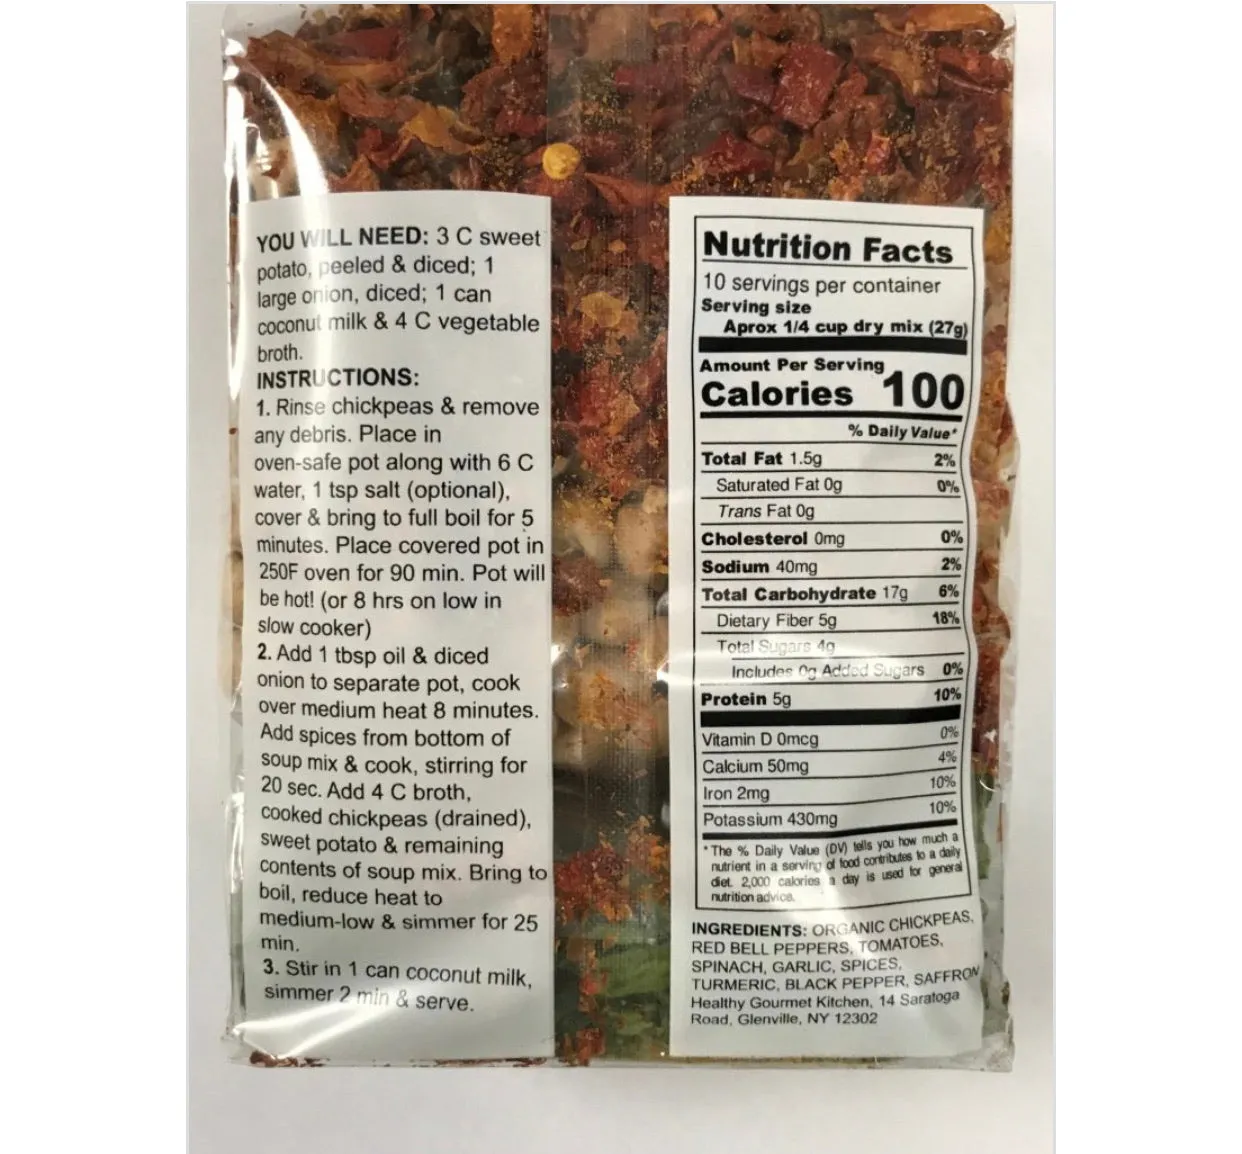 YOU WILL NEED: 3 C sweet
potato, peeled & diced; 1
large onion, diced; 1 can
coconut milk & 4 C vegetable
broth.
INSTRUCTIONS:
1. Rinse chickpeas & remove
any debris. Place in
oven-safe pot along with 6 C
water, 1 tsp salt (optional),
cover & bring to full boil for 5
minutes. Place covered pot in
250F oven for 90 min. Pot will
be hot! (or 8 hrs on low in
slow cooker)
2. Add 1 tbsp oil & diced
onion to separate pot, cook
over medium heat 8 minutes.
Add spices from bottom of
soup mix & cook, stirring for
20 sec. Add 4 C broth,
cooked chickpeas (drained),
sweet potato & remaining
contents of soup mix. Bring to
boil, reduce heat to
medium-low & simmer for 25
min.
3. Stir in 1 can coconut milk,
simmer 2 min & serve.
Nutrition Facts
10 servings per container
Serving size
Aprox 1/4 cup dry mix (27g)
Amount Per Serving
Calories 100
% Daily Value*
Total Fat 1.5g 2%
Saturated Fat 0g 0%
Trans Fat 0g
Cholesterol 0mg 0%
Sodium 40mg 2%
Total Carbohydrate 17g 6%
Dietary Fiber 5g 18%
Total Sugars 4g
Includes 0g Added Sugars 0%
Protein 5g 10%
Vitamin D 0mcg 0%
Calcium 50mg 4%
Iron 2mg 10%
Potassium 430mg 10%
*The % Daily Value (DV) tells you how much a
nutrient in a serving of food contributes to a daily
diet. 2,000 calories a day is used for general
nutrition advice.
INGREDIENTS: ORGANIC CHICKPEAS,
RED BELL PEPPERS, TOMATOES,
SPINACH, GARLIC, SPICES,
TURMERIC, BLACK PEPPER, SAFFRON
Healthy Gourmet Kitchen, 14 Saratoga
Road, Glenville, NY 12302